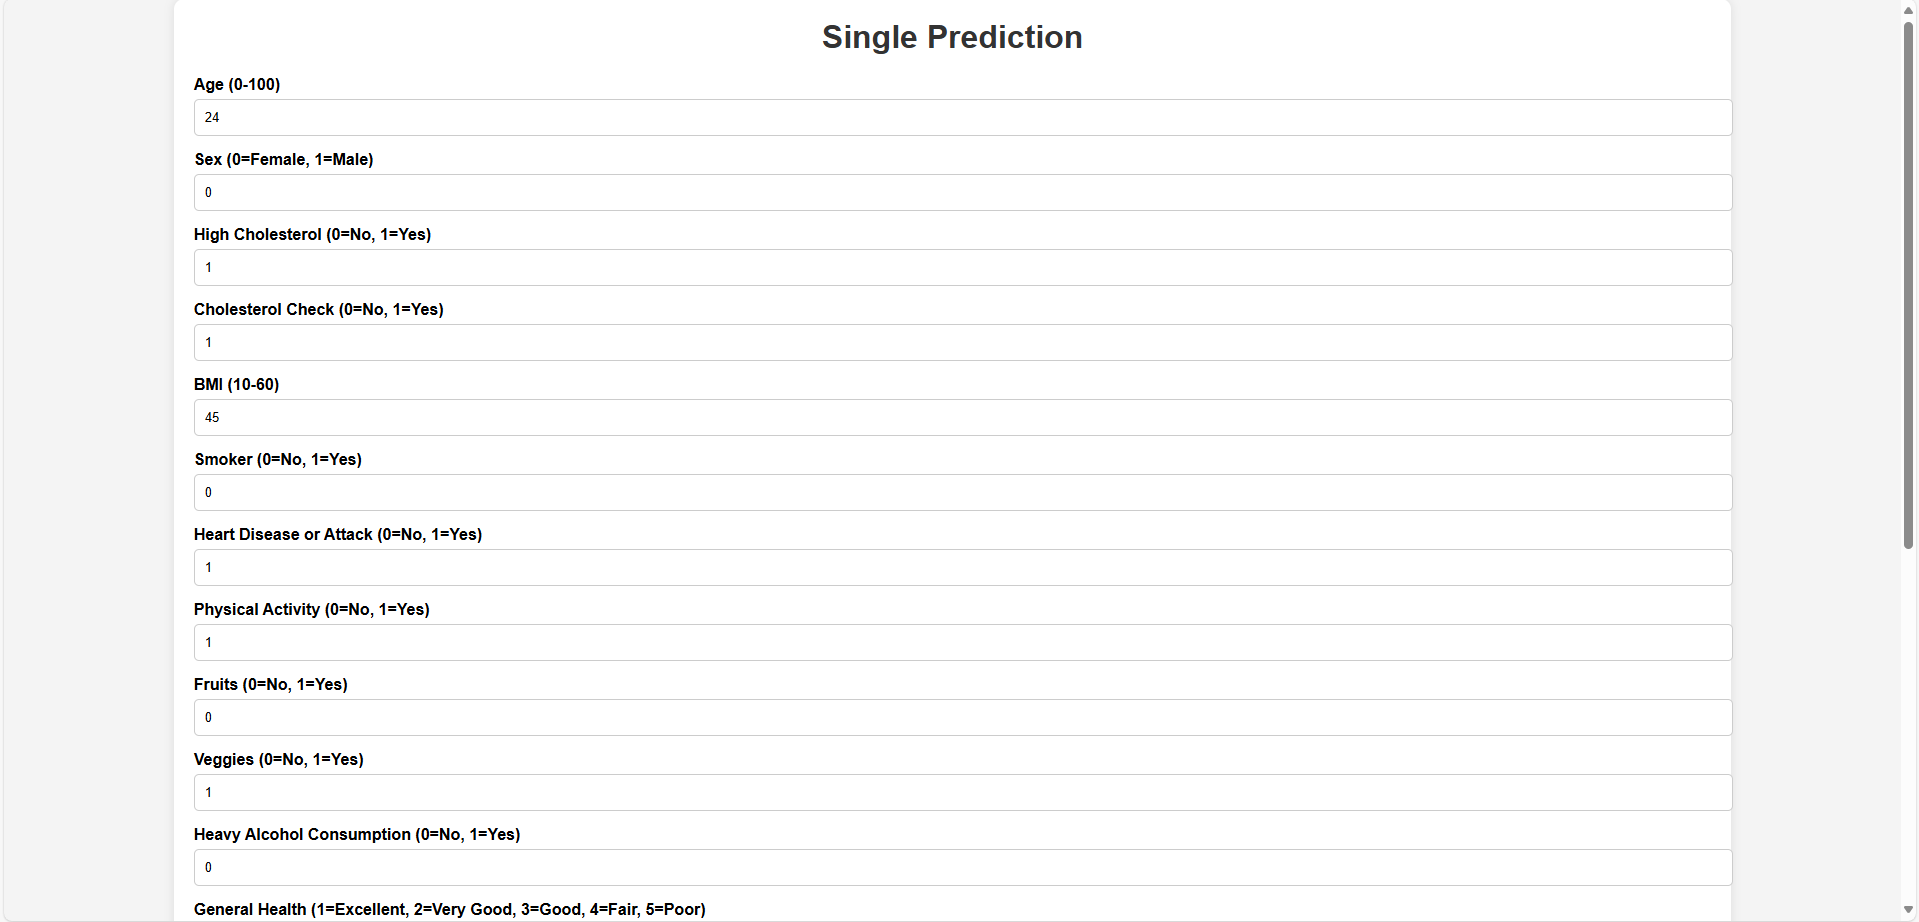 Single Prediction
Age (0-100)
24
Sex (0=Female, 1=Male)
0
High Cholesterol (0=No, 1=Yes)
1
Cholesterol Check (0=No, 1=Yes)
1
BMI (10-60)
45
Smoker (0=No, 1=Yes)
0
Heart Disease or Attack (0=No, 1=Yes)
1
Physical Activity (0=No, 1=Yes)
1
Fruits (0=No, 1=Yes)
0
Veggies (0=No, 1=Yes)
1
Heavy Alcohol Consumption (0=No, 1=Yes)
0
General Health (1=Excellent, 2=Very Good, 3=Good, 4=Fair, 5=Poor)